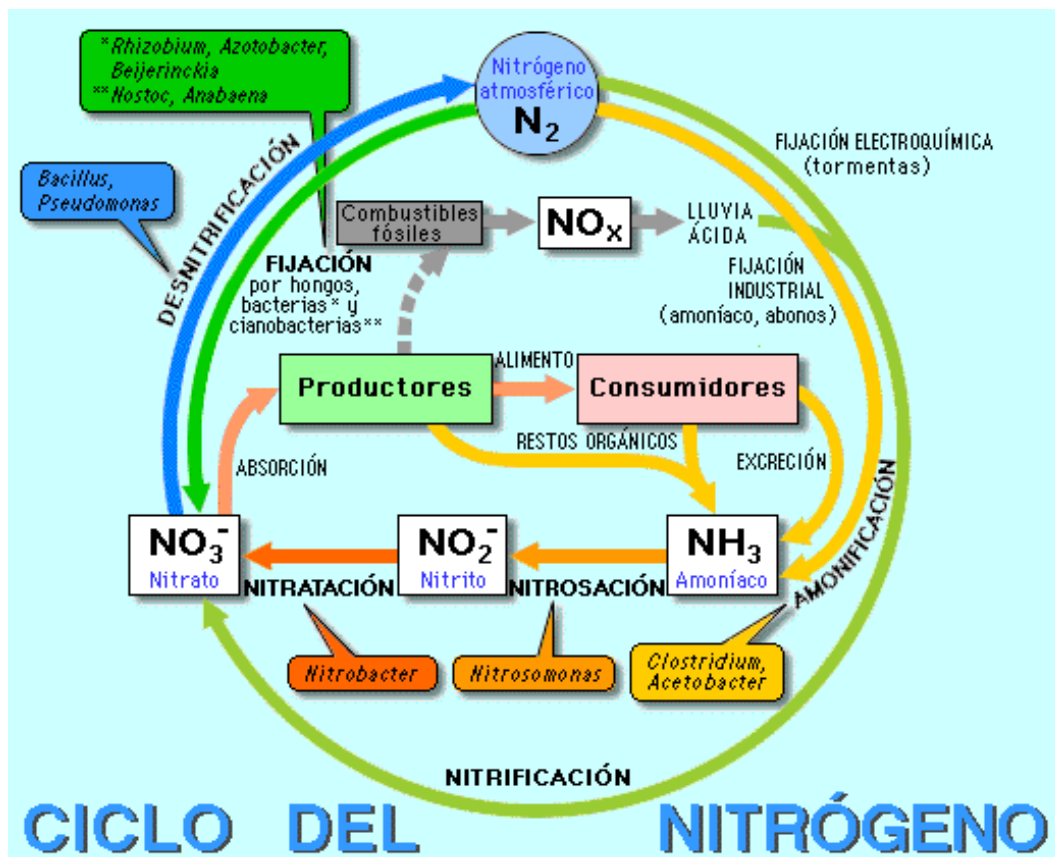 *Rhizobium, Azotobacter,
Beijerinckia
**Nostoc, Anabaena
Nitrógeno
atmosférico
N2
Bacillus,
Pseudomonas
DESNITRIFICACIÓN
FIJACIÓN ELECTROQUÍMICA
(tormentas)
Combustibles
fósiles
NOX
LLUVIA
ÁCIDA
FIJACIÓN
por hongos,
bacterias* y
cianobacterias**
FIJACIÓN
INDUSTRIAL
(amoníaco, abonos)
Productores
ALIMENTO
Consumidores
RESTOS ORGÁNICOS
EXCRECIÓN
ABSORCIÓN
AMONIFICACIÓN
NO3-
Nitrato
NITRATACIÓN
NO2-
Nitrito
NITROSACIÓN
NH3
Amoníaco
Nitrobacter
Nitrosomonas
Clostridium,
Acetobacter
NITRIFICACIÓN
CICLO DEL NITRÓGENO